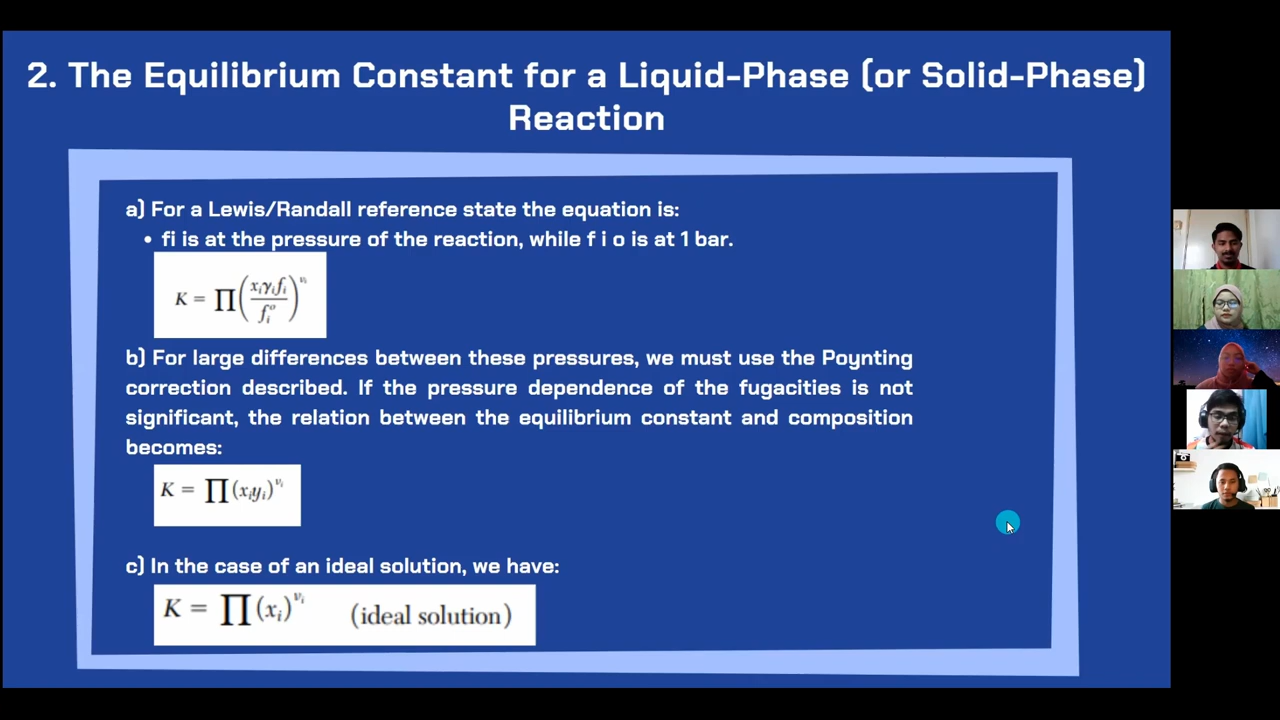 2. The Equilibrium Constant for a Liquid-Phase (or Solid-Phase)
Reaction
a) For a Lewis/Randall reference state the equation is:
• fi is at the pressure of the reaction, while f i o is at 1 bar.
K = ∏(xᵢγᵢfᵢ / fᵢ°)^νᵢ
b) For large differences between these pressures, we must use the Poynting
correction described. If the pressure dependence of the fugacities is not
significant, the relation between the equilibrium constant and composition
becomes:
K = ∏(xᵢyᵢ)^νᵢ
c) In the case of an ideal solution, we have:
K = ∏(xᵢ)^νᵢ (ideal solution)